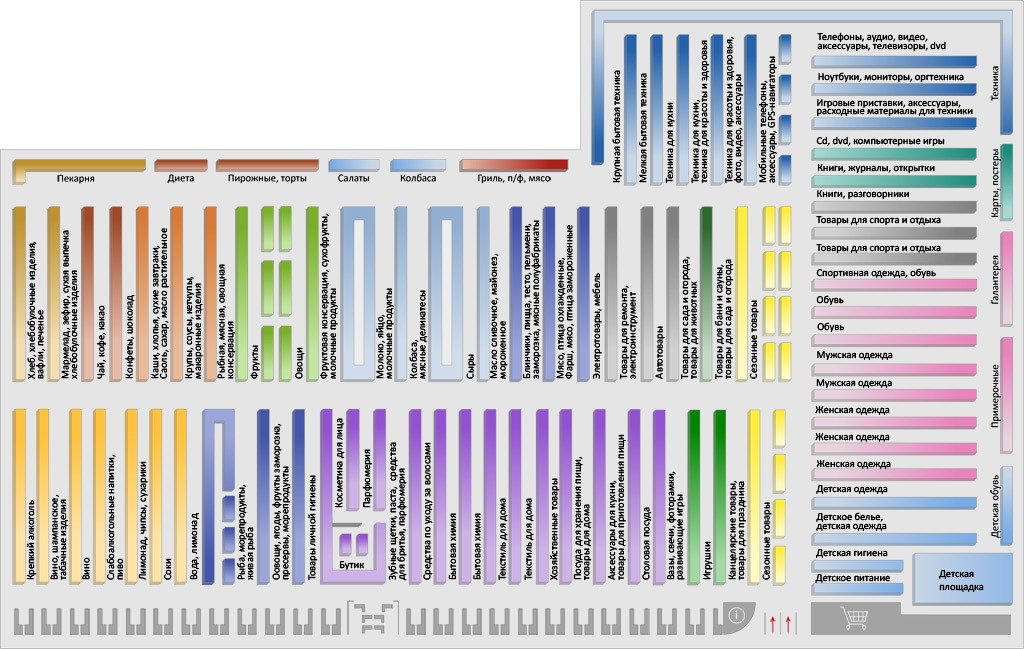 Телефоны, аудио, видео,
аксессуары, телевизоры, dvd
Ноутбуки, мониторы, оргтехника
Игровые приставки, аксессуары,
расходные материалы для техники
Cd, dvd, компьютерные игры
Книги, журналы, открытки
Книги, разговорники
Товары для спорта и отдыха
Товары для спорта и отдыха
Спортивная одежда, обувь
Обувь
Обувь
Мужская одежда
Мужская одежда
Женская одежда
Женская одежда
Женская одежда
Детская одежда
Детское белье,
детская одежда
Детская гигиена
Детское питание
Детская
площадка
Техника
Карты, постеры
Галантерея
Примерочные
Детская обувь
Крупная бытовая техника
Мелкая бытовая техника
Техника для кухни
Техника для кухни,
техника для красоты и здоровья
Техника для красоты и здоровья,
фото, видео, аксессуары
Мобильные телефоны,
аксессуары, GPS-навигаторы
Пекарня
Диета
Пирожные, торты
Салаты
Колбаса
Гриль, п/ф, мясо
Хлеб, хлебобулочные изделия,
вафли, печенье
Мармелад, зефир, сухая выпечка
хлебобулочные изделия
Чай, кофе, какао
Конфеты, шоколад
Каши, хлопья, сухие завтраки,
Саоль, сахар, масло растительное
Крупы, соусы, кетчупы,
макаронные изделия
Рыбная, мясная, овощная
консервация
Фрукты
Овощи
Фруктовая консервация, сухофрукты,
молочные продукты
Молоко, яйцо,
молочные продукты
Колбаса,
мясные деликатесы
Сыры
Масло сливочное, майонез,
мороженное
Блинчики, пицца, тесто, пельмени,
заморозка, мясные полуфабрикаты
Мясо, птица охлажденные,
Фарш, мясо, птица замороженные
Элекротовары, мебель
Товары для ремонта,
электроинструмент
Автотовары
Товары для сада и огорода,
товары для животных
Товары для бани и сауны,
товары для сада и огорода
Сезонные товары
Крепкий алкоголь
Вино, шампанское,
табачные изделия
Вино
Слабоалкогольные напитки,
пиво
Лимонад, чипсы, сухарики
Соки
Вода, лимонад
Рыба, морепродукты,
живая рыба
Оовощи, ягоды, фрукты заморозка,
пресервы, морепродукты
Товары личной гигиены
Косметика для лица
Парфюмерия
Бутик
Зубные щетки, паста, средства
для бритья, парфюмерия
Средства по уходу за волосами
Бытовая химия
Бытовая химия
Текстиль для дома
Текстиль для дома
Хозяйственные товары
Посуда для хранения пищи,
товары для дома
Аксессуары для кухни,
товары для приготовления пищи
Столовая посуда
Вазы, свечи, фоторамки,
развивающие игры
Игрушки
Канцелярские товары,
товары для праздника
Сезонные товары
i